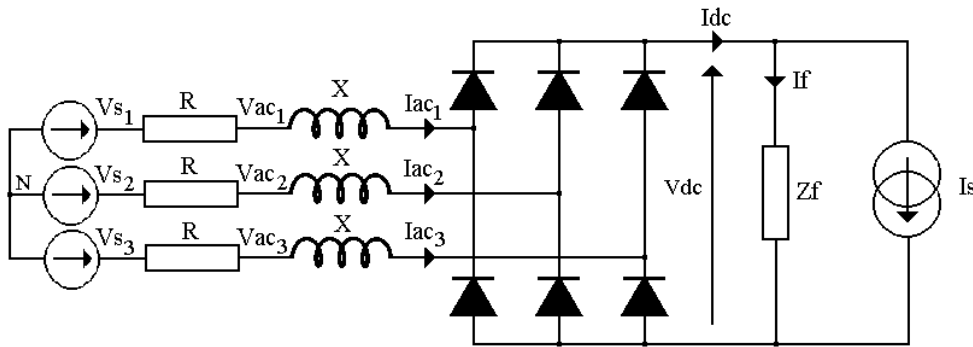 Idc
If
Vs1
R
Vac1
X
Iac1
N
Vs2
R
Vac2
X
Iac2
Vdc
Zf
Is
Vs3
R
Vac3
X
Iac3